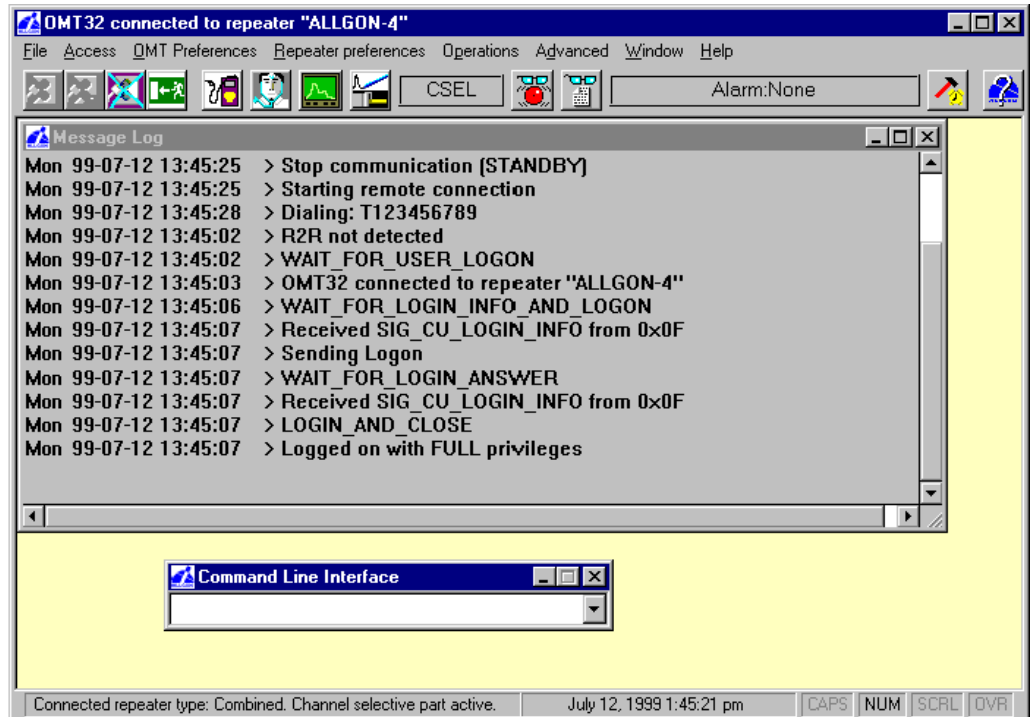 OMT32 connected to repeater "ALLGON-4"
File Access OMT Preferences Repeater preferences Operations Advanced Window Help
CSEL Alarm:None
Message Log
Mon 99-07-12 13:45:25 > Stop communication (STANDBY)
Mon 99-07-12 13:45:25 > Starting remote connection
Mon 99-07-12 13:45:28 > Dialing: T123456789
Mon 99-07-12 13:45:02 > R2R not detected
Mon 99-07-12 13:45:02 > WAIT_FOR_USER_LOGON
Mon 99-07-12 13:45:03 > OMT32 connected to repeater "ALLGON-4"
Mon 99-07-12 13:45:06 > WAIT_FOR_LOGIN_INFO_AND_LOGON
Mon 99-07-12 13:45:07 > Received SIG_CU_LOGIN_INFO from 0x0F
Mon 99-07-12 13:45:07 > Sending Logon
Mon 99-07-12 13:45:07 > WAIT_FOR_LOGIN_ANSWER
Mon 99-07-12 13:45:07 > Received SIG_CU_LOGIN_INFO from 0x0F
Mon 99-07-12 13:45:07 > LOGIN_AND_CLOSE
Mon 99-07-12 13:45:07 > Logged on with FULL privileges
Command Line Interface
Connected repeater type: Combined. Channel selective part active. July 12, 1999 1:45:21 pm CAPS NUM SCRL OVR